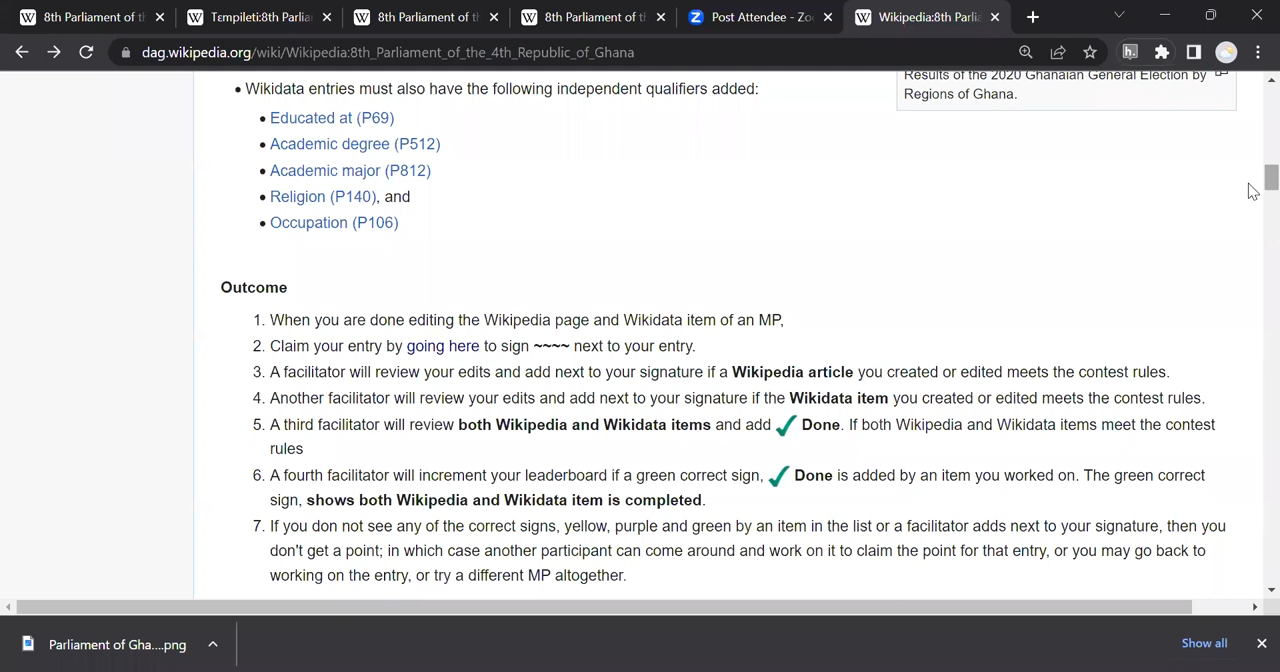 8th Parliament of t
Tɛmpileti:8th Parlia
8th Parliament of t
8th Parliament of t
Post Attendee - Zo
Wikipedia:8th Parli
dag.wikipedia.org/wiki/Wikipedia:8th_Parliament_of_the_4th_Republic_of_Ghana
h.
Results of the 2020 Ghanaian General Election by
Regions of Ghana.
• Wikidata entries must also have the following independent qualifiers added:
• Educated at (P69)
• Academic degree (P512)
• Academic major (P812)
• Religion (P140), and
• Occupation (P106)
Outcome
1. When you are done editing the Wikipedia page and Wikidata item of an MP,
2. Claim your entry by going here to sign ~~~~ next to your entry.
3. A facilitator will review your edits and add next to your signature if a Wikipedia article you created or edited meets the contest rules.
4. Another facilitator will review your edits and add next to your signature if the Wikidata item you created or edited meets the contest rules.
5. A third facilitator will review both Wikipedia and Wikidata items and add ✓ Done. If both Wikipedia and Wikidata items meet the contest
rules
6. A fourth facilitator will increment your leaderboard if a green correct sign, ✓ Done is added by an item you worked on. The green correct
sign, shows both Wikipedia and Wikidata item is completed.
7. If you don not see any of the correct signs, yellow, purple and green by an item in the list or a facilitator adds next to your signature, then you
don't get a point; in which case another participant can come around and work on it to claim the point for that entry, or you may go back to
working on the entry, or try a different MP altogether.
Parliament of Gha....png
Show all